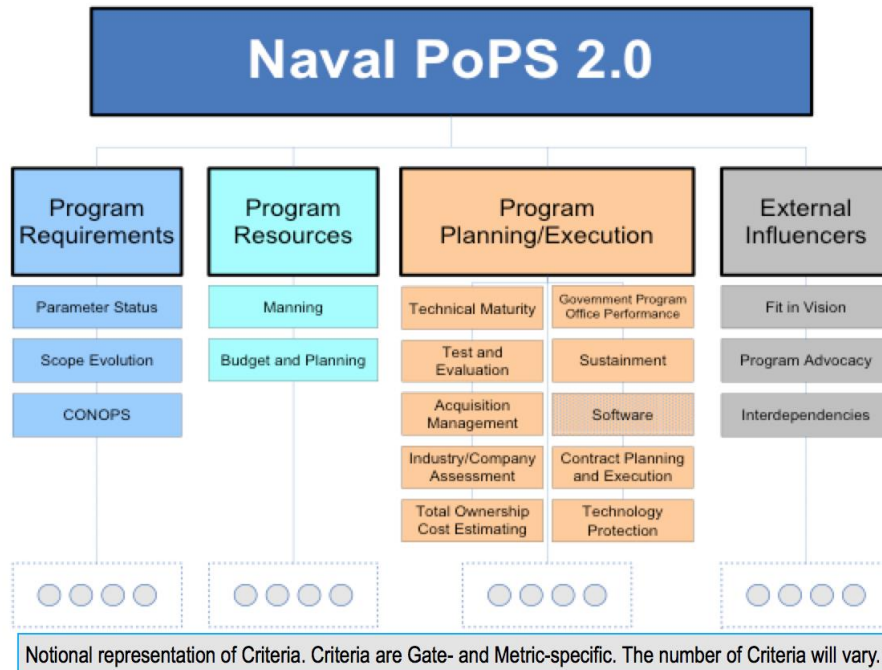 Naval PoPS 2.0
Program
Requirements
Parameter Status
Scope Evolution
CONOPS
Program
Resources
Manning
Budget and Planning
Program
Planning/Execution
Technical Maturity
Test and
Evaluation
Acquisition
Management
Industry/Company
Assessment
Total Ownership
Cost Estimating
Government Program
Office Performance
Sustainment
Software
Contract Planning
and Execution
Technology
Protection
External
Influencers
Fit in Vision
Program Advocacy
Interdependencies
Notional representation of Criteria. Criteria are Gate- and Metric-specific. The number of Criteria will vary.